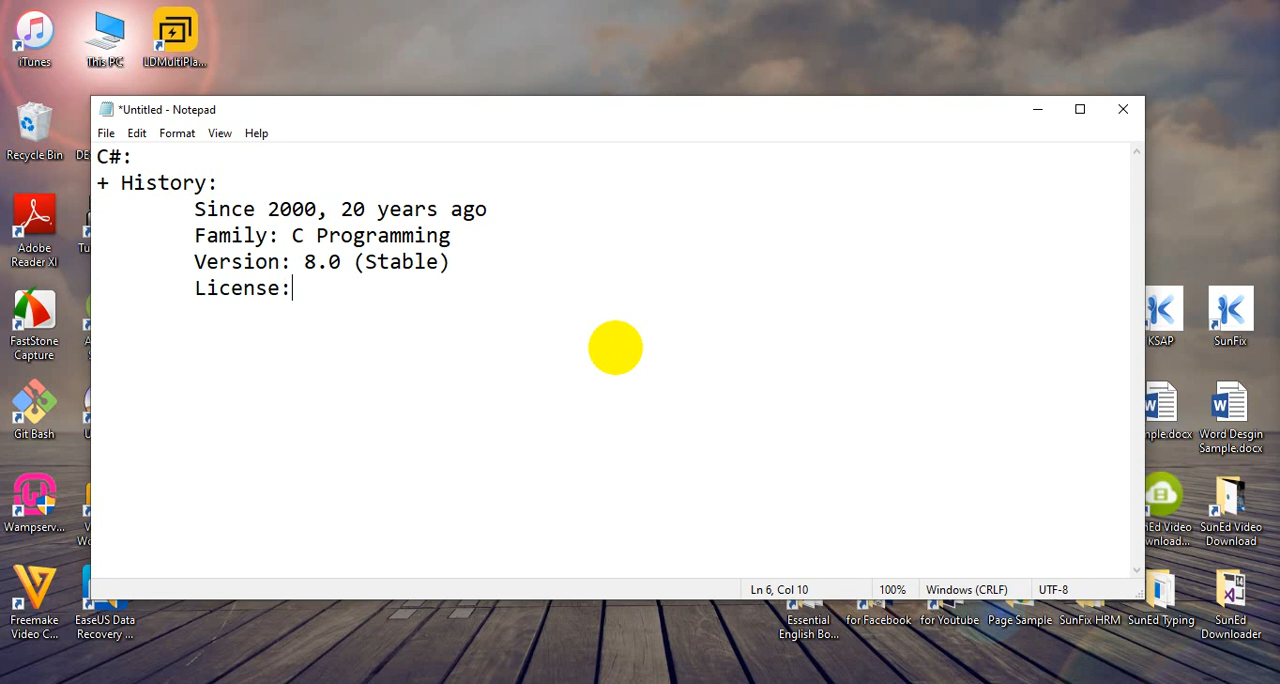 iTunes
This PC
LDMultiPla...
*Untitled - Notepad
File Edit Format View Help
C#:
+ History:
Since 2000, 20 years ago
Family: C Programming
Version: 8.0 (Stable)
License:
Ln 6, Col 10
100%
Windows (CRLF)
UTF-8
Recycle Bin
Adobe
Reader XI
FastStone
Capture
Git Bash
Wampserv...
Freemake
Video C...
EaseUS Data
Recovery ...
KSAP
SunFix
Word Desgin
Sample.docx
SunEd Video
Download
Essential
English Bo...
for Facebook
for Youtube
Page Sample
SunFix HRM
SunEd Typing
SunEd
Downloader